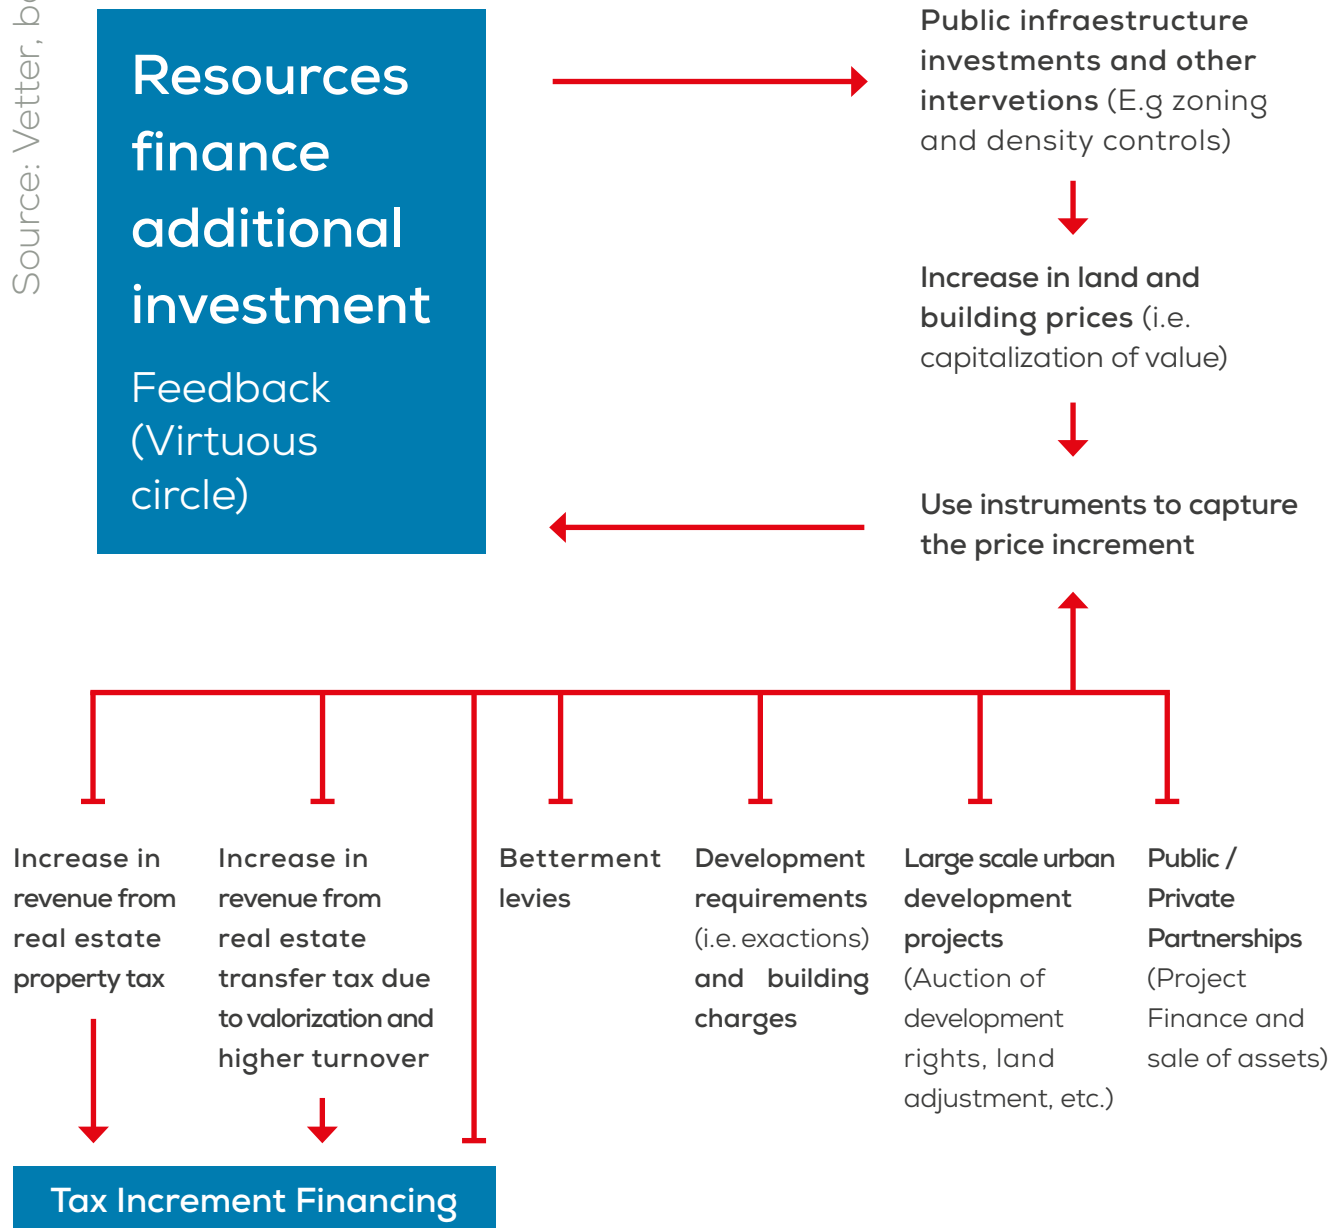 Source: Vetter,
Resources
finance
additional
investment
Feedback
(Virtuous
circle)
Public infraestructure
investments and other
intervetions (E.g zoning
and density controls)
Increase in land and
building prices (i.e.
capitalization of value)
Use instruments to capture
the price increment
Increase in
revenue from
real estate
property tax
Increase in
revenue from
real estate
transfer tax due
to valorization and
higher turnover
Betterment
levies
Development
requirements
(i.e. exactions)
and building
charges
Large scale urban
development
projects
(Auction of
development
rights, land
adjustment, etc.)
Public /
Private
Partnerships
(Project
Finance and
sale of assets)
Tax Increment Financing